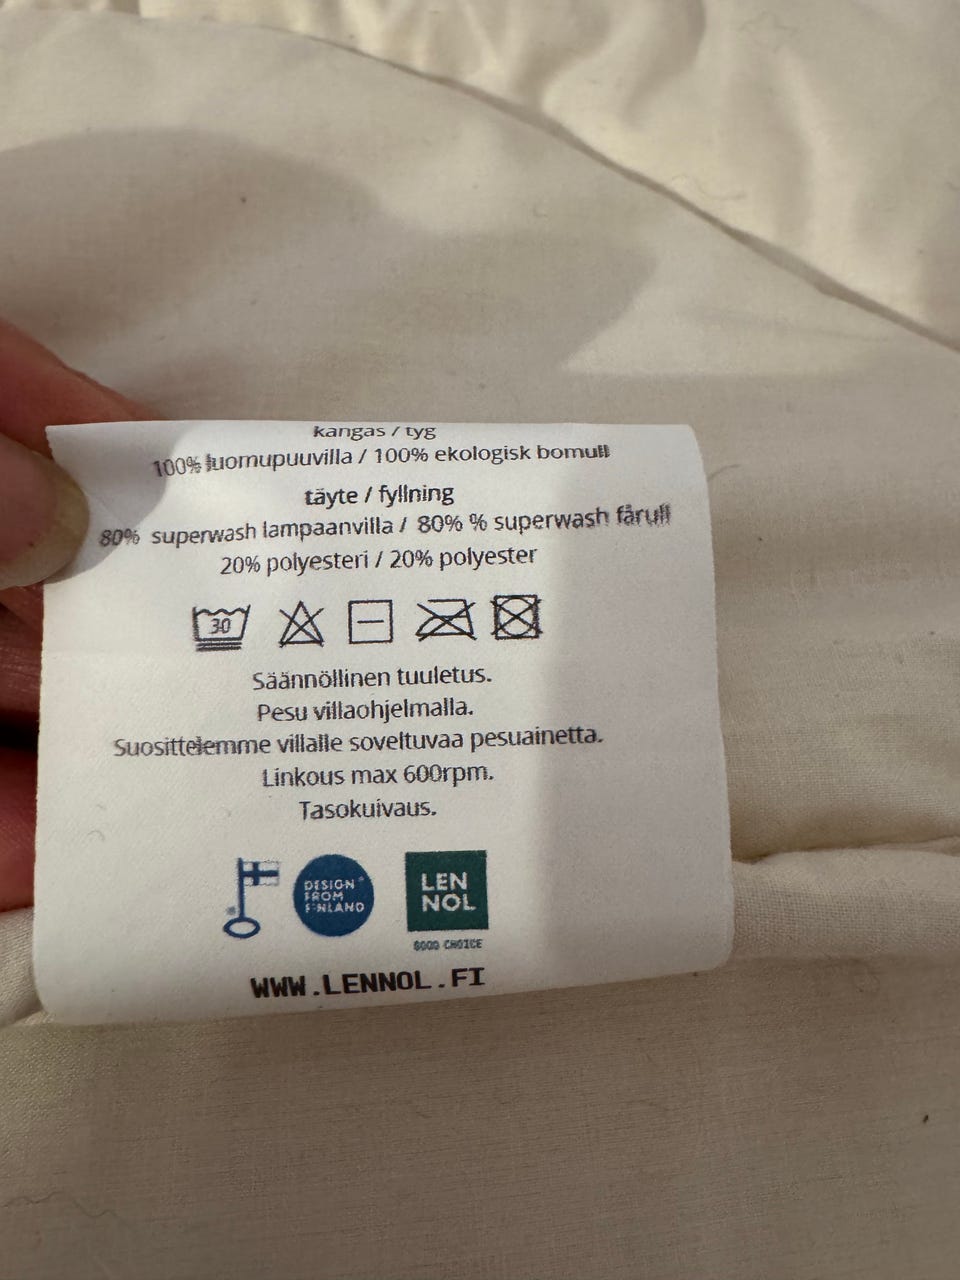 kangas / tyg
100% luomupuuvilla / 100% ekologisk bomull
täyte / fyllning
80% superwash lampaanvilla / 80% % superwash fårull
20% polyesteri / 20% polyester
30
Säännöllinen tuuletus.
Pesu villaohjelmalla.
Suosittelemme villalle soveltuvaa pesuainetta.
Linkous max 600rpm.
Tasokuivaus.
DESIGN
FROM
FINLAND
LEN
NOL
GOOD CHOICE
WWW.LENNOL.FI